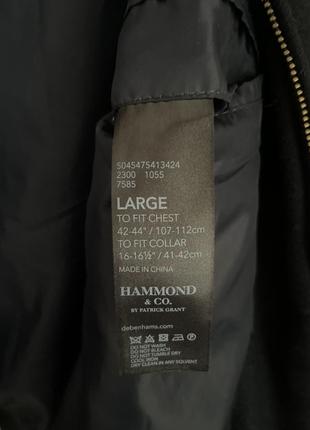 5045475413424
2300 1055
7585
LARGE
TO FIT CHEST
42-44" / 107-112cm
TO FIT COLLAR
16-16½" / 41-42cm
MADE IN CHINA
HAMMOND
& CO.
BY PATRICK GRANT
debenhams.com
DO NOT WASH
DO NOT BLEACH
DO NOT TUMBLE DRY
COOL IRON
DRY CLEAN IN ANY SOLVENT